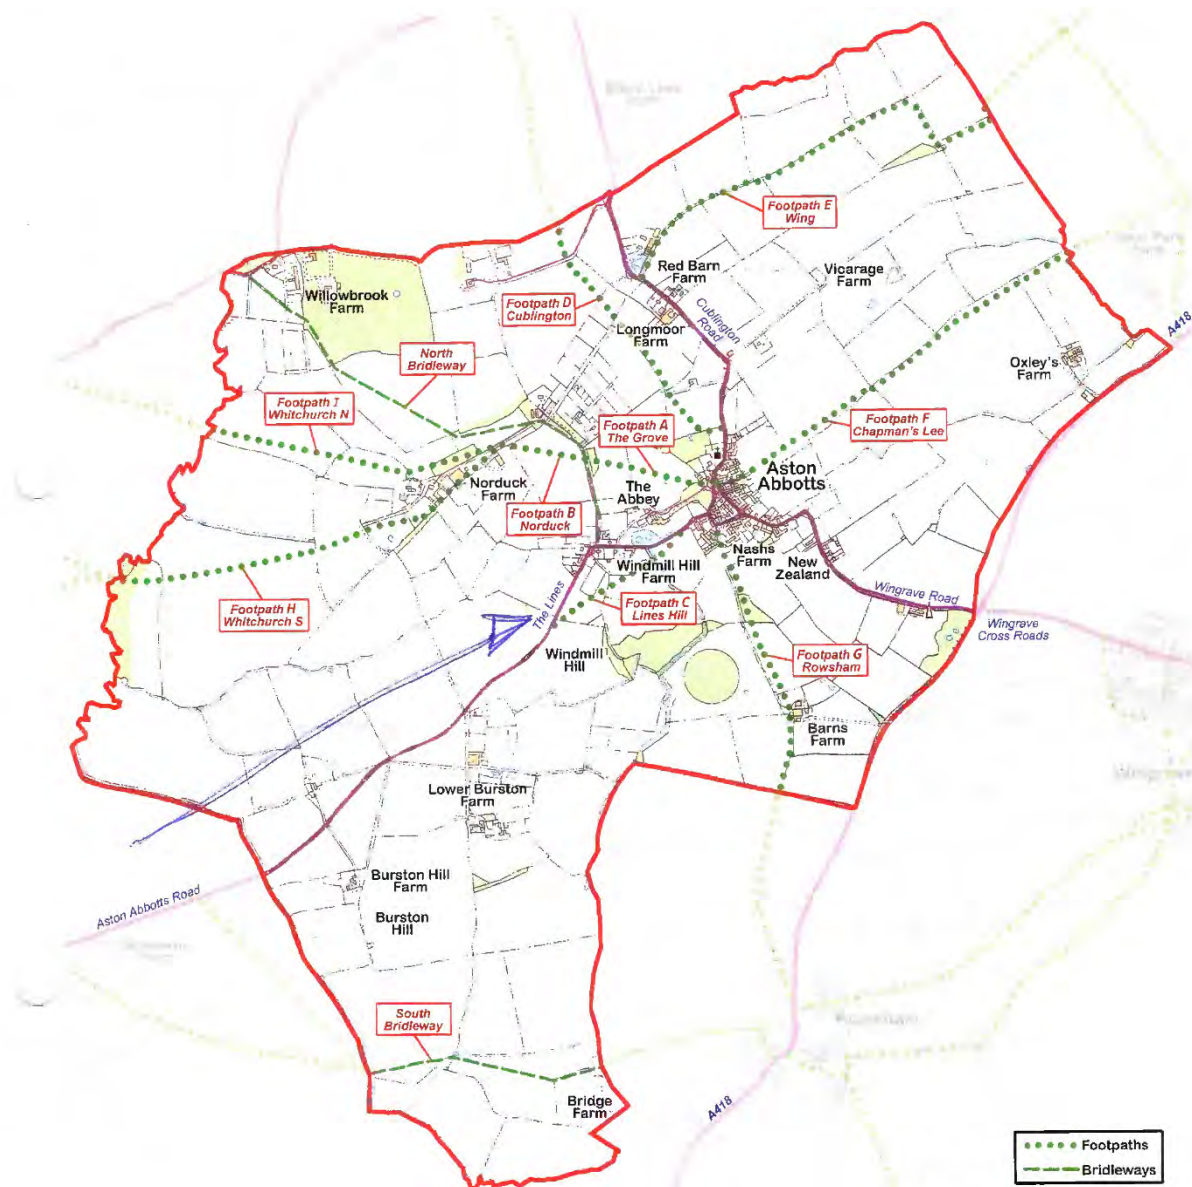 Footpath E
Wing
Red Barn
Farm
Vicarage
Farm
Willowbrook
Farm
Footpath D
Cublington
Cublington
Road
A418
Longmoor
Farm
North
Bridleway
Oxley's
Farm
Footpath I
Whitchurch N
Footpath A
The Grove
Footpath F
Chapman's Lee
Aston
Abbotts
Norduck
Farm
The
Abbey
Footpath B
Norduck
Nashs
Farm
Windmill Hill
Farm
New
Zealand
Wingrave Road
The Lines
Footpath H
Whitchurch S
Footpath C
Lines Hill
Wingrave
Cross Roads
Windmill
Hill
Footpath G
Rowsham
Barns
Farm
Lower Burston
Farm
Burston Hill
Farm
Aston Abbotts Road
Burston
Hill
South
Bridleway
Bridge
Farm
A418
Footpaths
Bridleways